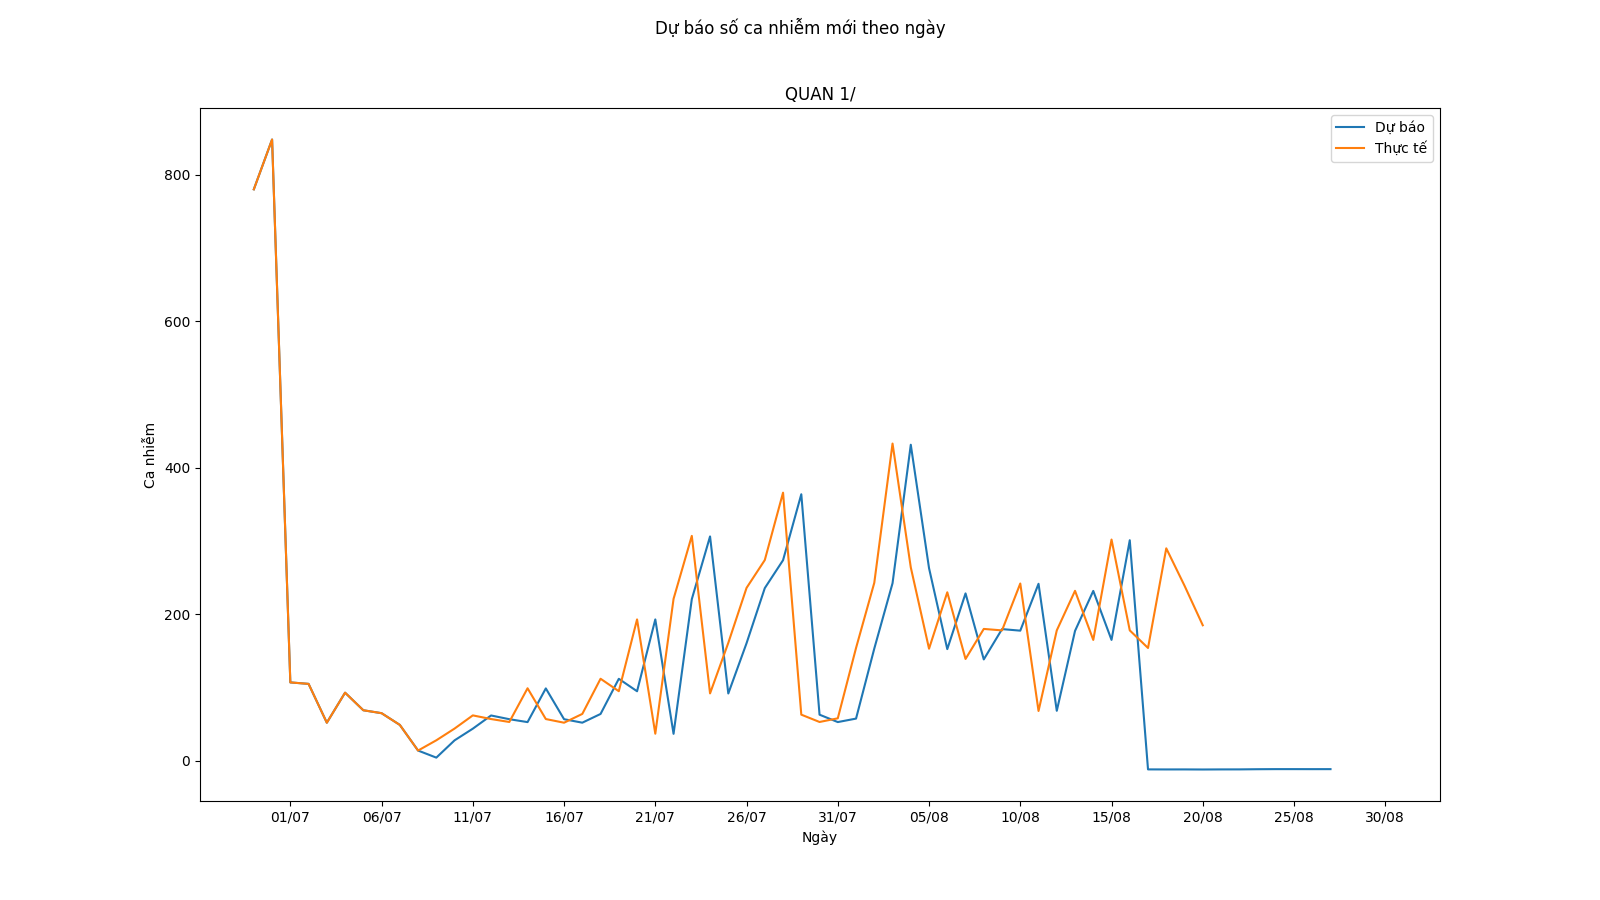 Dự báo số ca nhiễm mới theo ngày
QUAN 1/
Dự báo
Thực tế
800
600
400
200
0
Ca nhiễm
01/07 06/07 11/07 16/07 21/07 26/07 31/07 05/08 10/08 15/08 20/08 25/08 30/08
Ngày